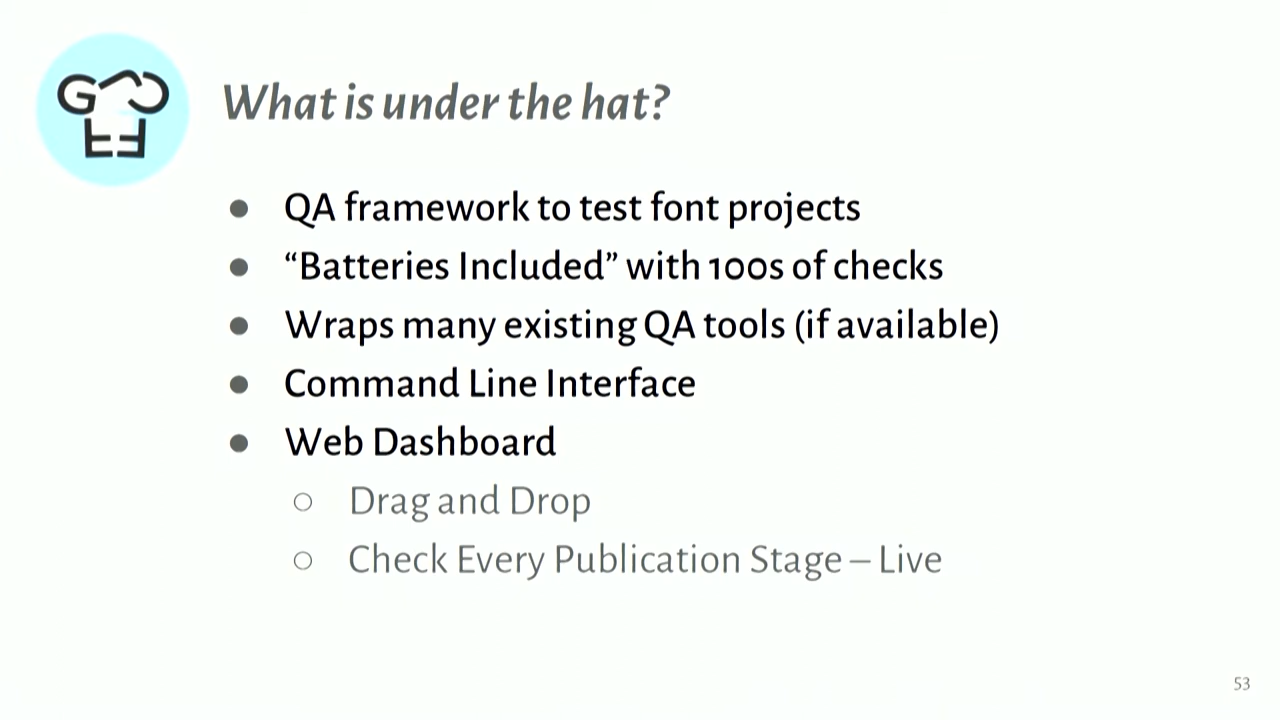 What is under the hat?
● QA framework to test font projects
● “Batteries Included” with 100s of checks
● Wraps many existing QA tools (if available)
● Command Line Interface
● Web Dashboard
○ Drag and Drop
○ Check Every Publication Stage – Live
53